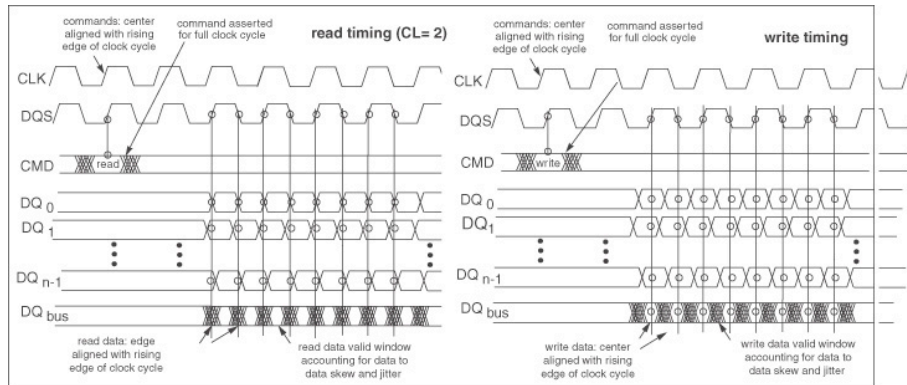 commands: center
aligned with rising
edge of clock cycle
command asserted
for full clock cycle
read timing (CL= 2)
CLK
DQS
CMD
read
DQ 0
DQ 1
DQ n-1
DQ bus
read data: edge
aligned with rising
edge of clock cycle
read data valid window
accounting for data to
data skew and jitter
commands: center
aligned with rising
edge of clock cycle
command asserted
for full clock cycle
write timing
CLK
DQS
CMD
write
DQ 0
DQ 1
DQ n-1
DQ bus
write data: center
aligned with rising
edge of clock cycle
write data valid window
accounting for data to
data skew and jitter